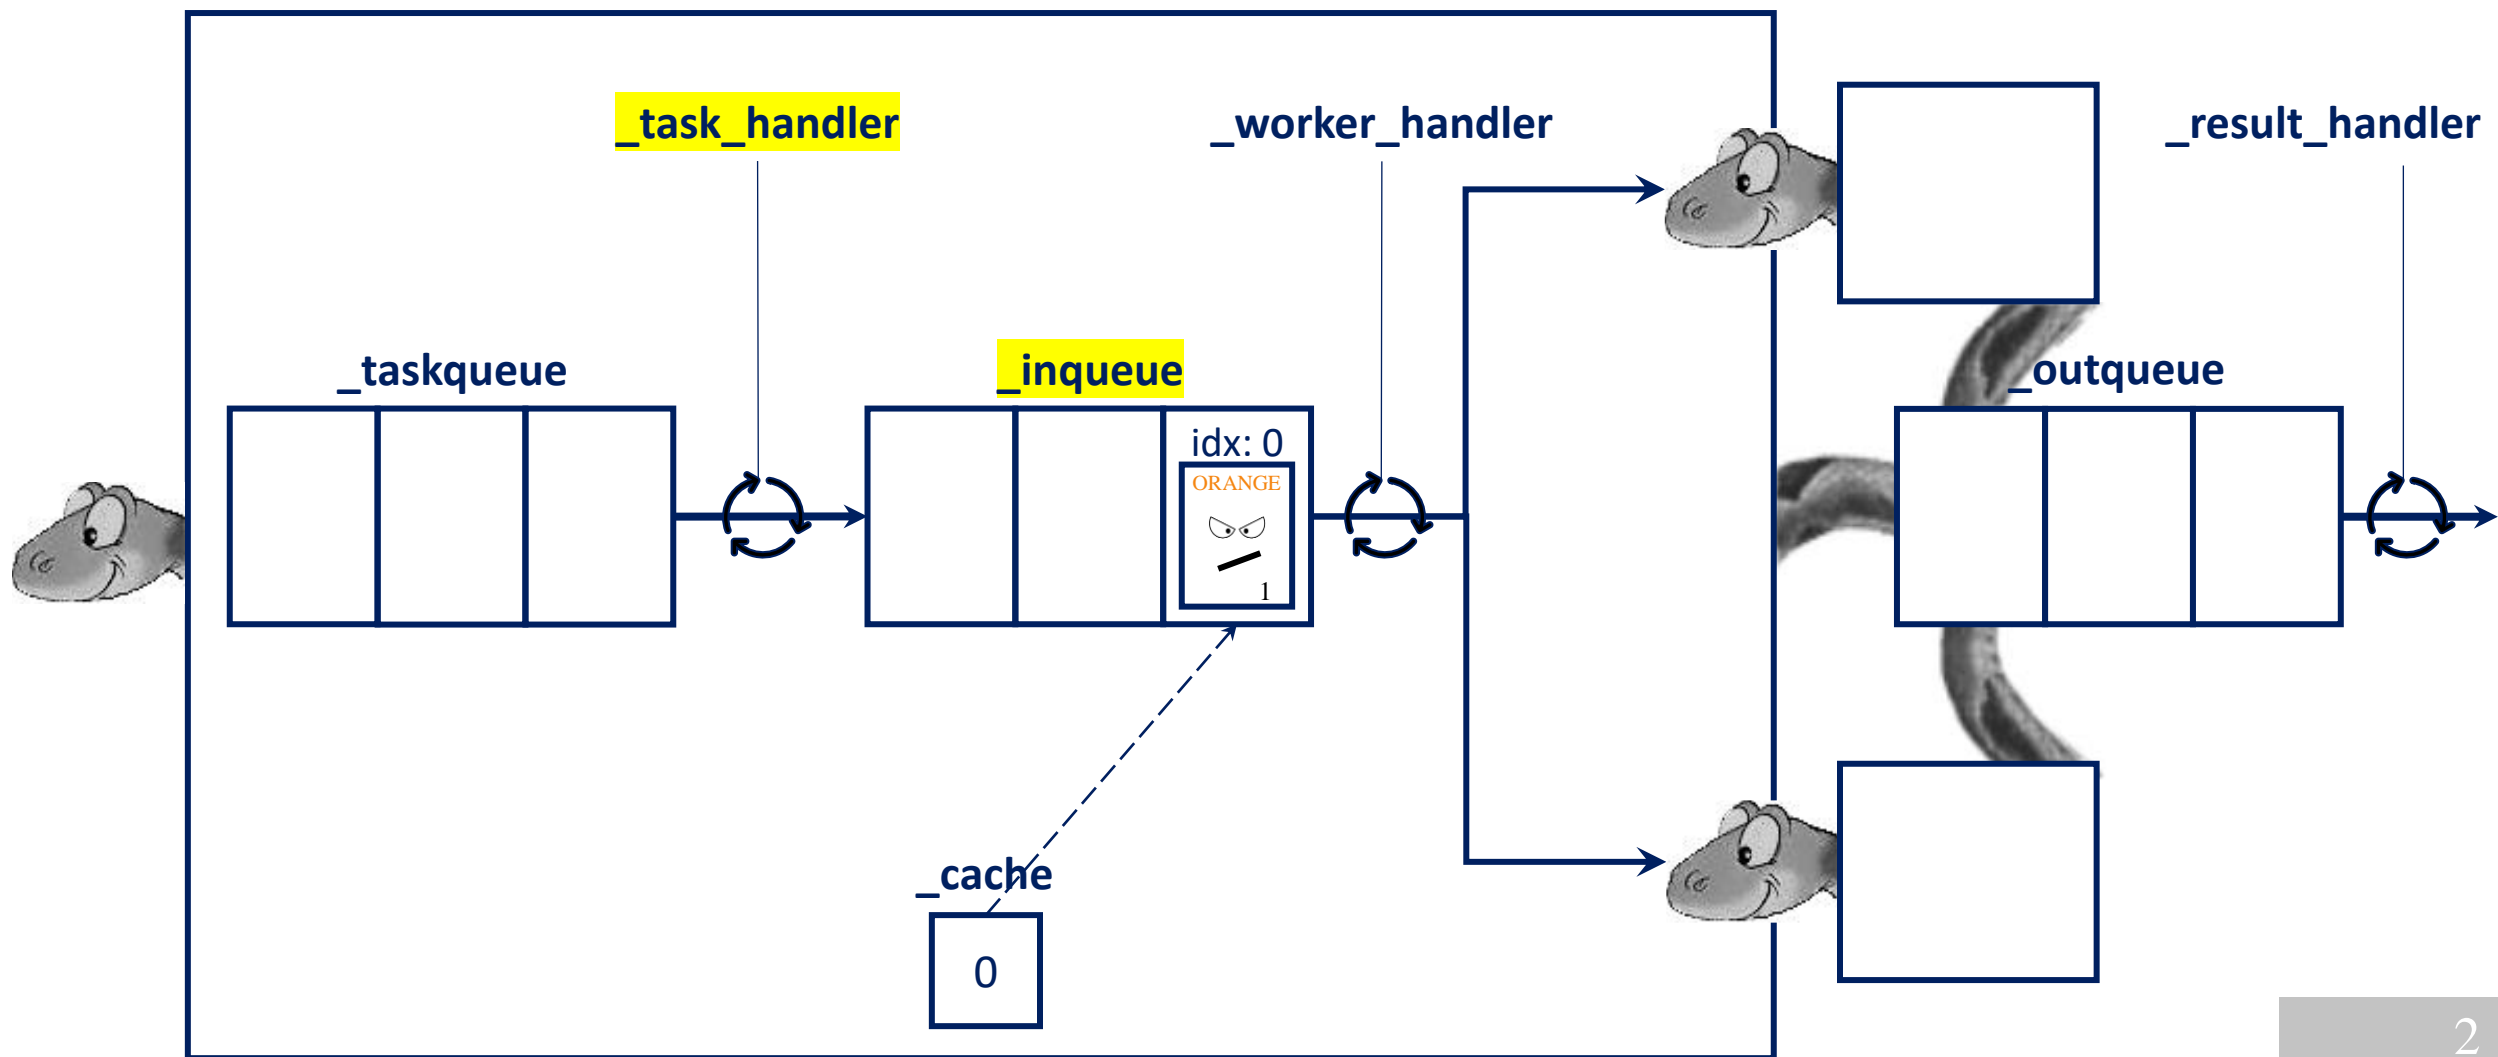 _task_handler
_worker_handler
_result_handler
_taskqueue
_inqueue
_outqueue
idx: 0
ORANGE
1
_cache
0
2